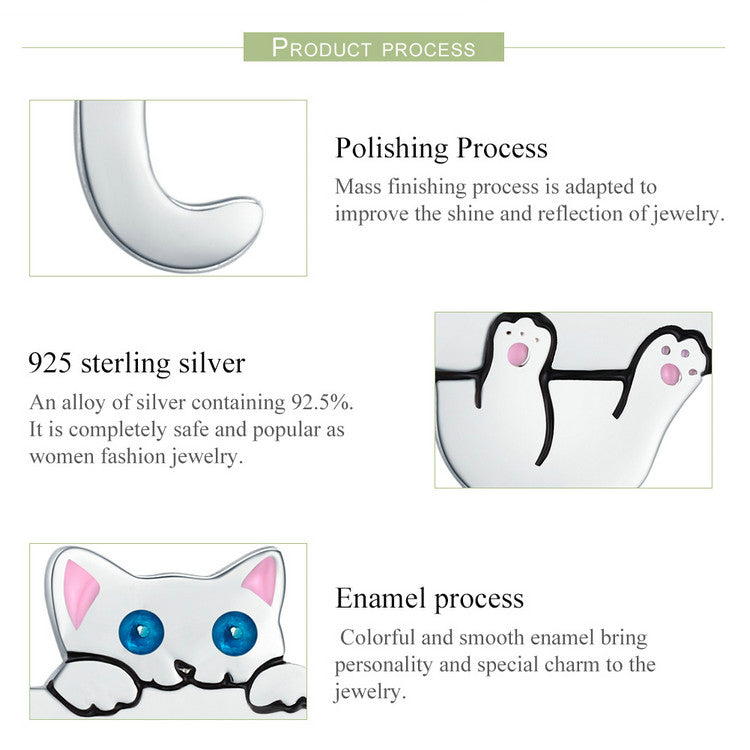 PRODUCT PROCESS
Polishing Process
Mass finishing process is adapted to
improve the shine and reflection of jewelry.
925 sterling silver
An alloy of silver containing 92.5%.
It is completely safe and popular as
women fashion jewelry.
Enamel process
Colorful and smooth enamel bring
personality and special charm to the
jewelry.